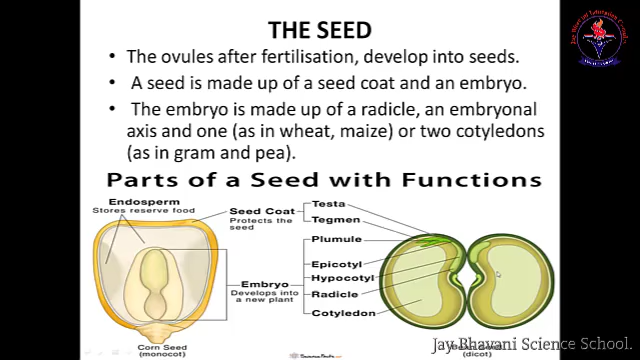 THE SEED
• The ovules after fertilisation, develop into seeds.
• A seed is made up of a seed coat and an embryo.
• The embryo is made up of a radicle, an embryonal
axis and one (as in wheat, maize) or two cotyledons
(as in gram and pea).
Parts of a Seed with Functions
Endosperm
Stores reserve food
Seed Coat
Protects the
seed
Testa
Tegmen
Plumule
Epicotyl
Hypocotyl
Embryo
Develops into
a new plant
Radicle
Cotyledon
Corn Seed
(monocot)
(dicot)
Jay Bhavani Science School.